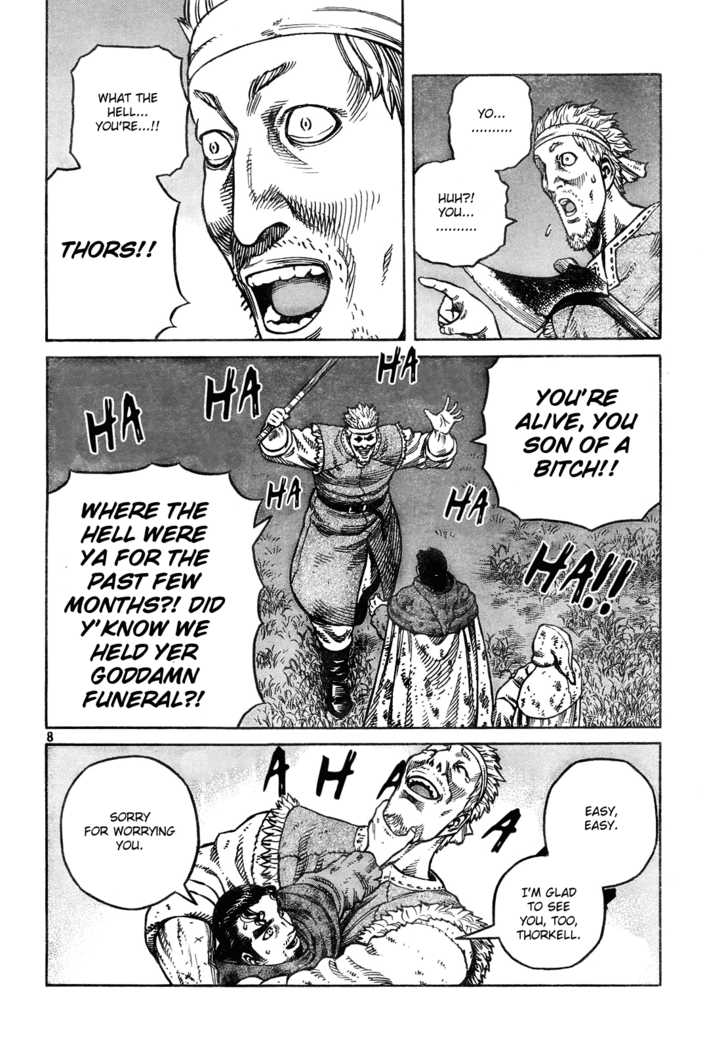 YO...
..........
HUH?!
YOU...
..........
WHAT THE
HELL...
YOU'RE...!!
THORS!!
YOU'RE
ALIVE, YOU
SON OF A
BITCH!!
HA
HA
HA
HA
HA
HA!!
WHERE THE
HELL WERE
YA FOR THE
PAST FEW
MONTHS?! DID
Y'KNOW WE
HELD YER
GODDAMN
FUNERAL?!
8
EASY,
EASY.
I'M GLAD
TO SEE
YOU, TOO,
THORKELL.
A H A A
SORRY
FOR WORRYING
YOU.